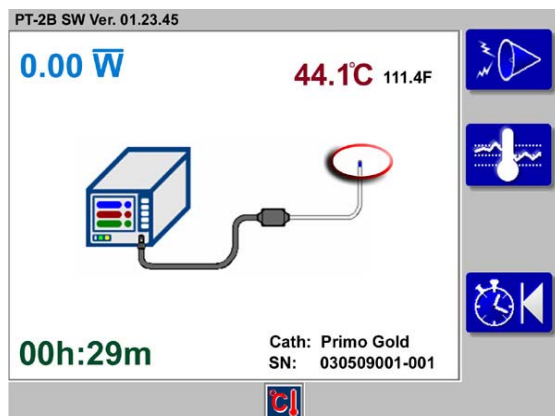 PT-2B SW Ver. 01.23.45
0.00 W
44.1°C 111.4F
00h:29m
Cath: Primo Gold
SN: 030509001-001
°C